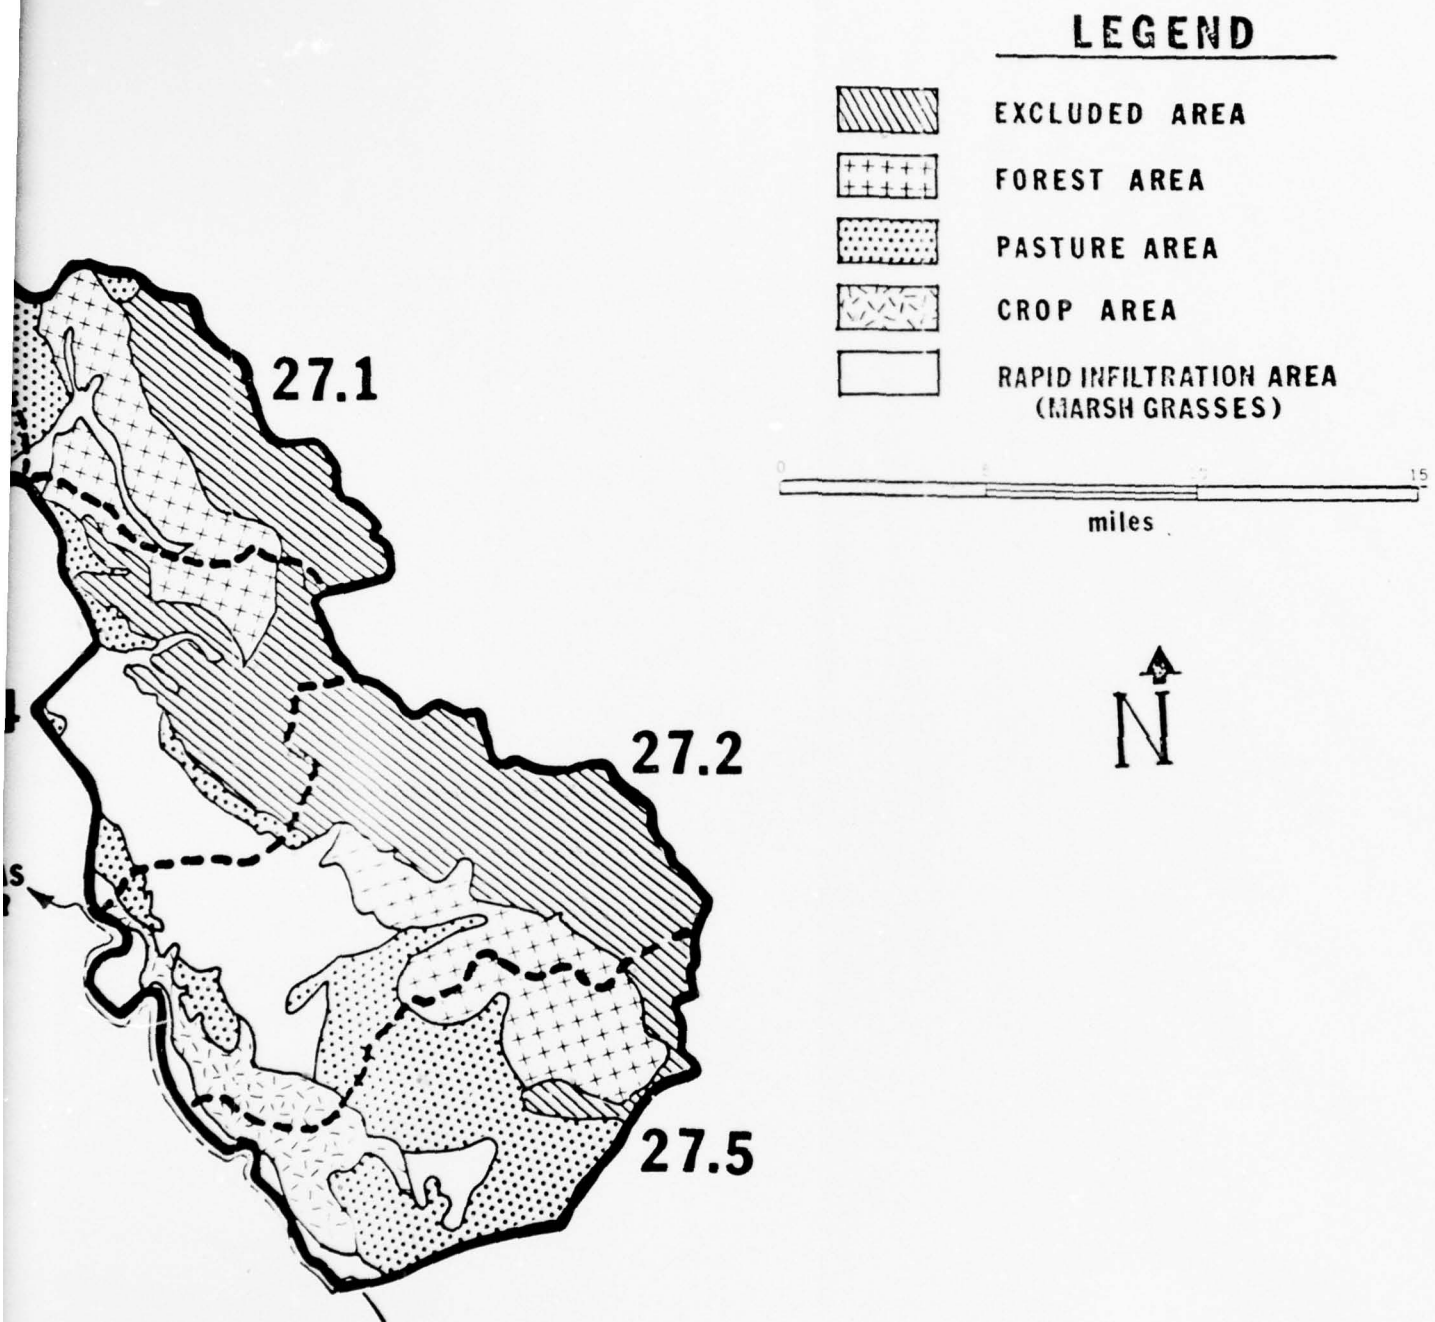 LEGEND
EXCLUDED AREA
FOREST AREA
PASTURE AREA
CROP AREA
RAPID INFILTRATION AREA
(MARSH GRASSES)
0 15
miles
N
27.1
27.2
27.5